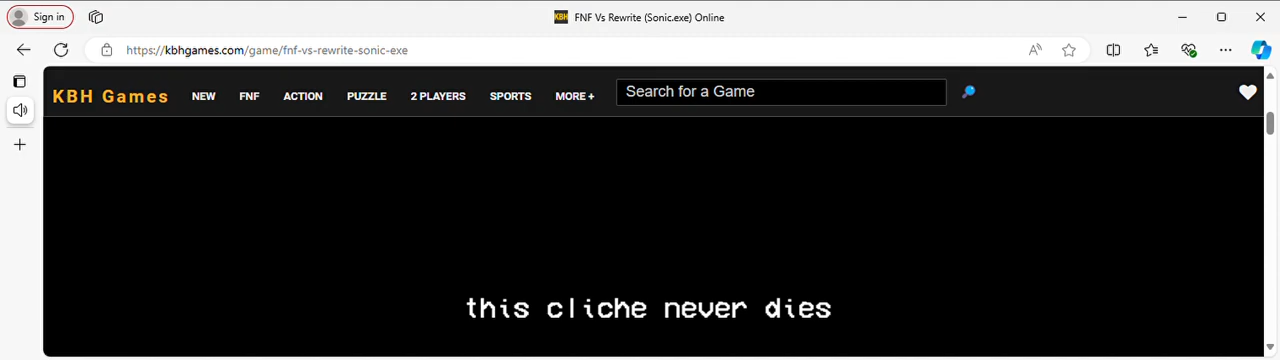 Sign in
FNF Vs Rewrite (Sonic.exe) Online
https://kbhgames.com/game/fnf-vs-rewrite-sonic-exe
KBH Games NEW FNF ACTION PUZZLE 2 PLAYERS SPORTS MORE + Search for a Game
this cliche never dies